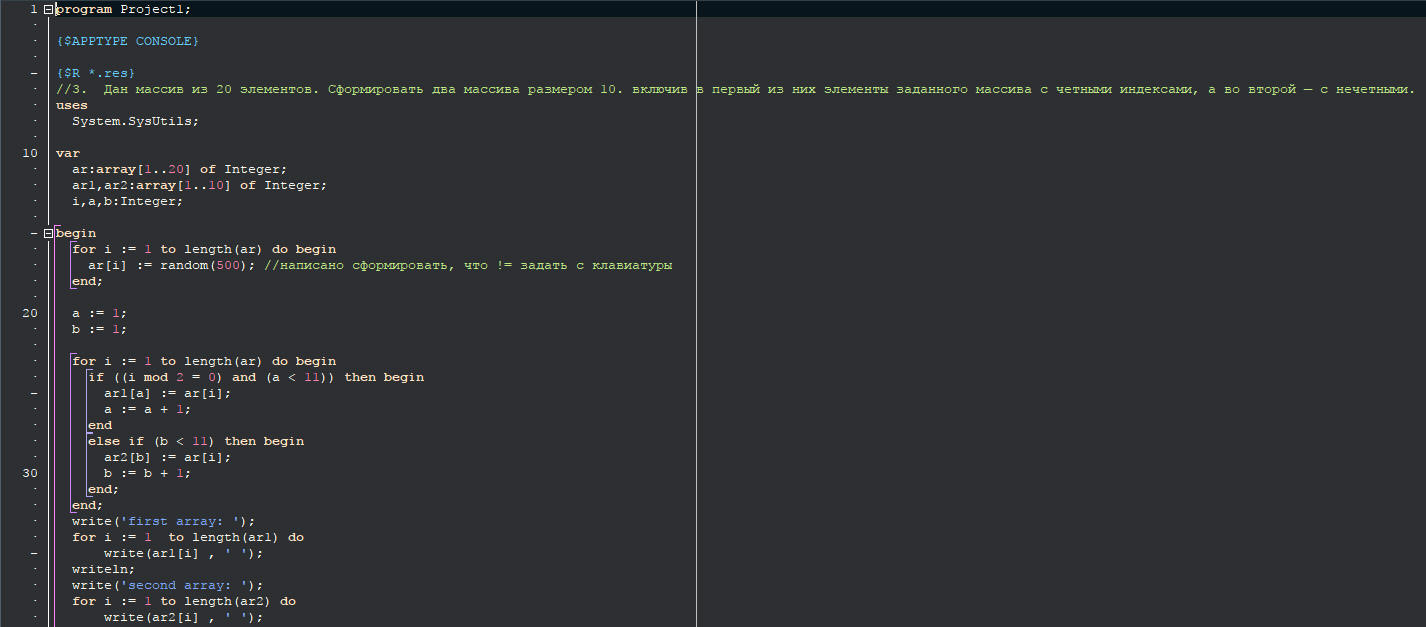 1 program Project1;
{$APPTYPE CONSOLE}
{$R *.res}
//3.  Дан массив из 20 элементов. Сформировать два массива размером 10. включив в первый из них элементы заданного массива с четными индексами, а во второй — с нечетными.
uses
  System.SysUtils;
10 var
  ar:array[1..20] of Integer;
  ar1,ar2:array[1..10] of Integer;
  i,a,b:Integer;
begin
  for i := 1 to length(ar) do begin
    ar[i] := random(500); //написано сформировать, что != задать с клавиатуры
  end;
20   a := 1;
  b := 1;
  for i := 1 to length(ar) do begin
    if ((i mod 2 = 0) and (a < 11)) then begin
      ar1[a] := ar[i];
      a := a + 1;
    end
    else if (b < 11) then begin
      ar2[b] := ar[i];
30       b := b + 1;
    end;
  end;
  write('first array: ');
  for i := 1  to length(ar1) do
      write(ar1[i] , ' ');
  writeln;
  write('second array: ');
  for i := 1 to length(ar2) do
      write(ar2[i] , ' ');